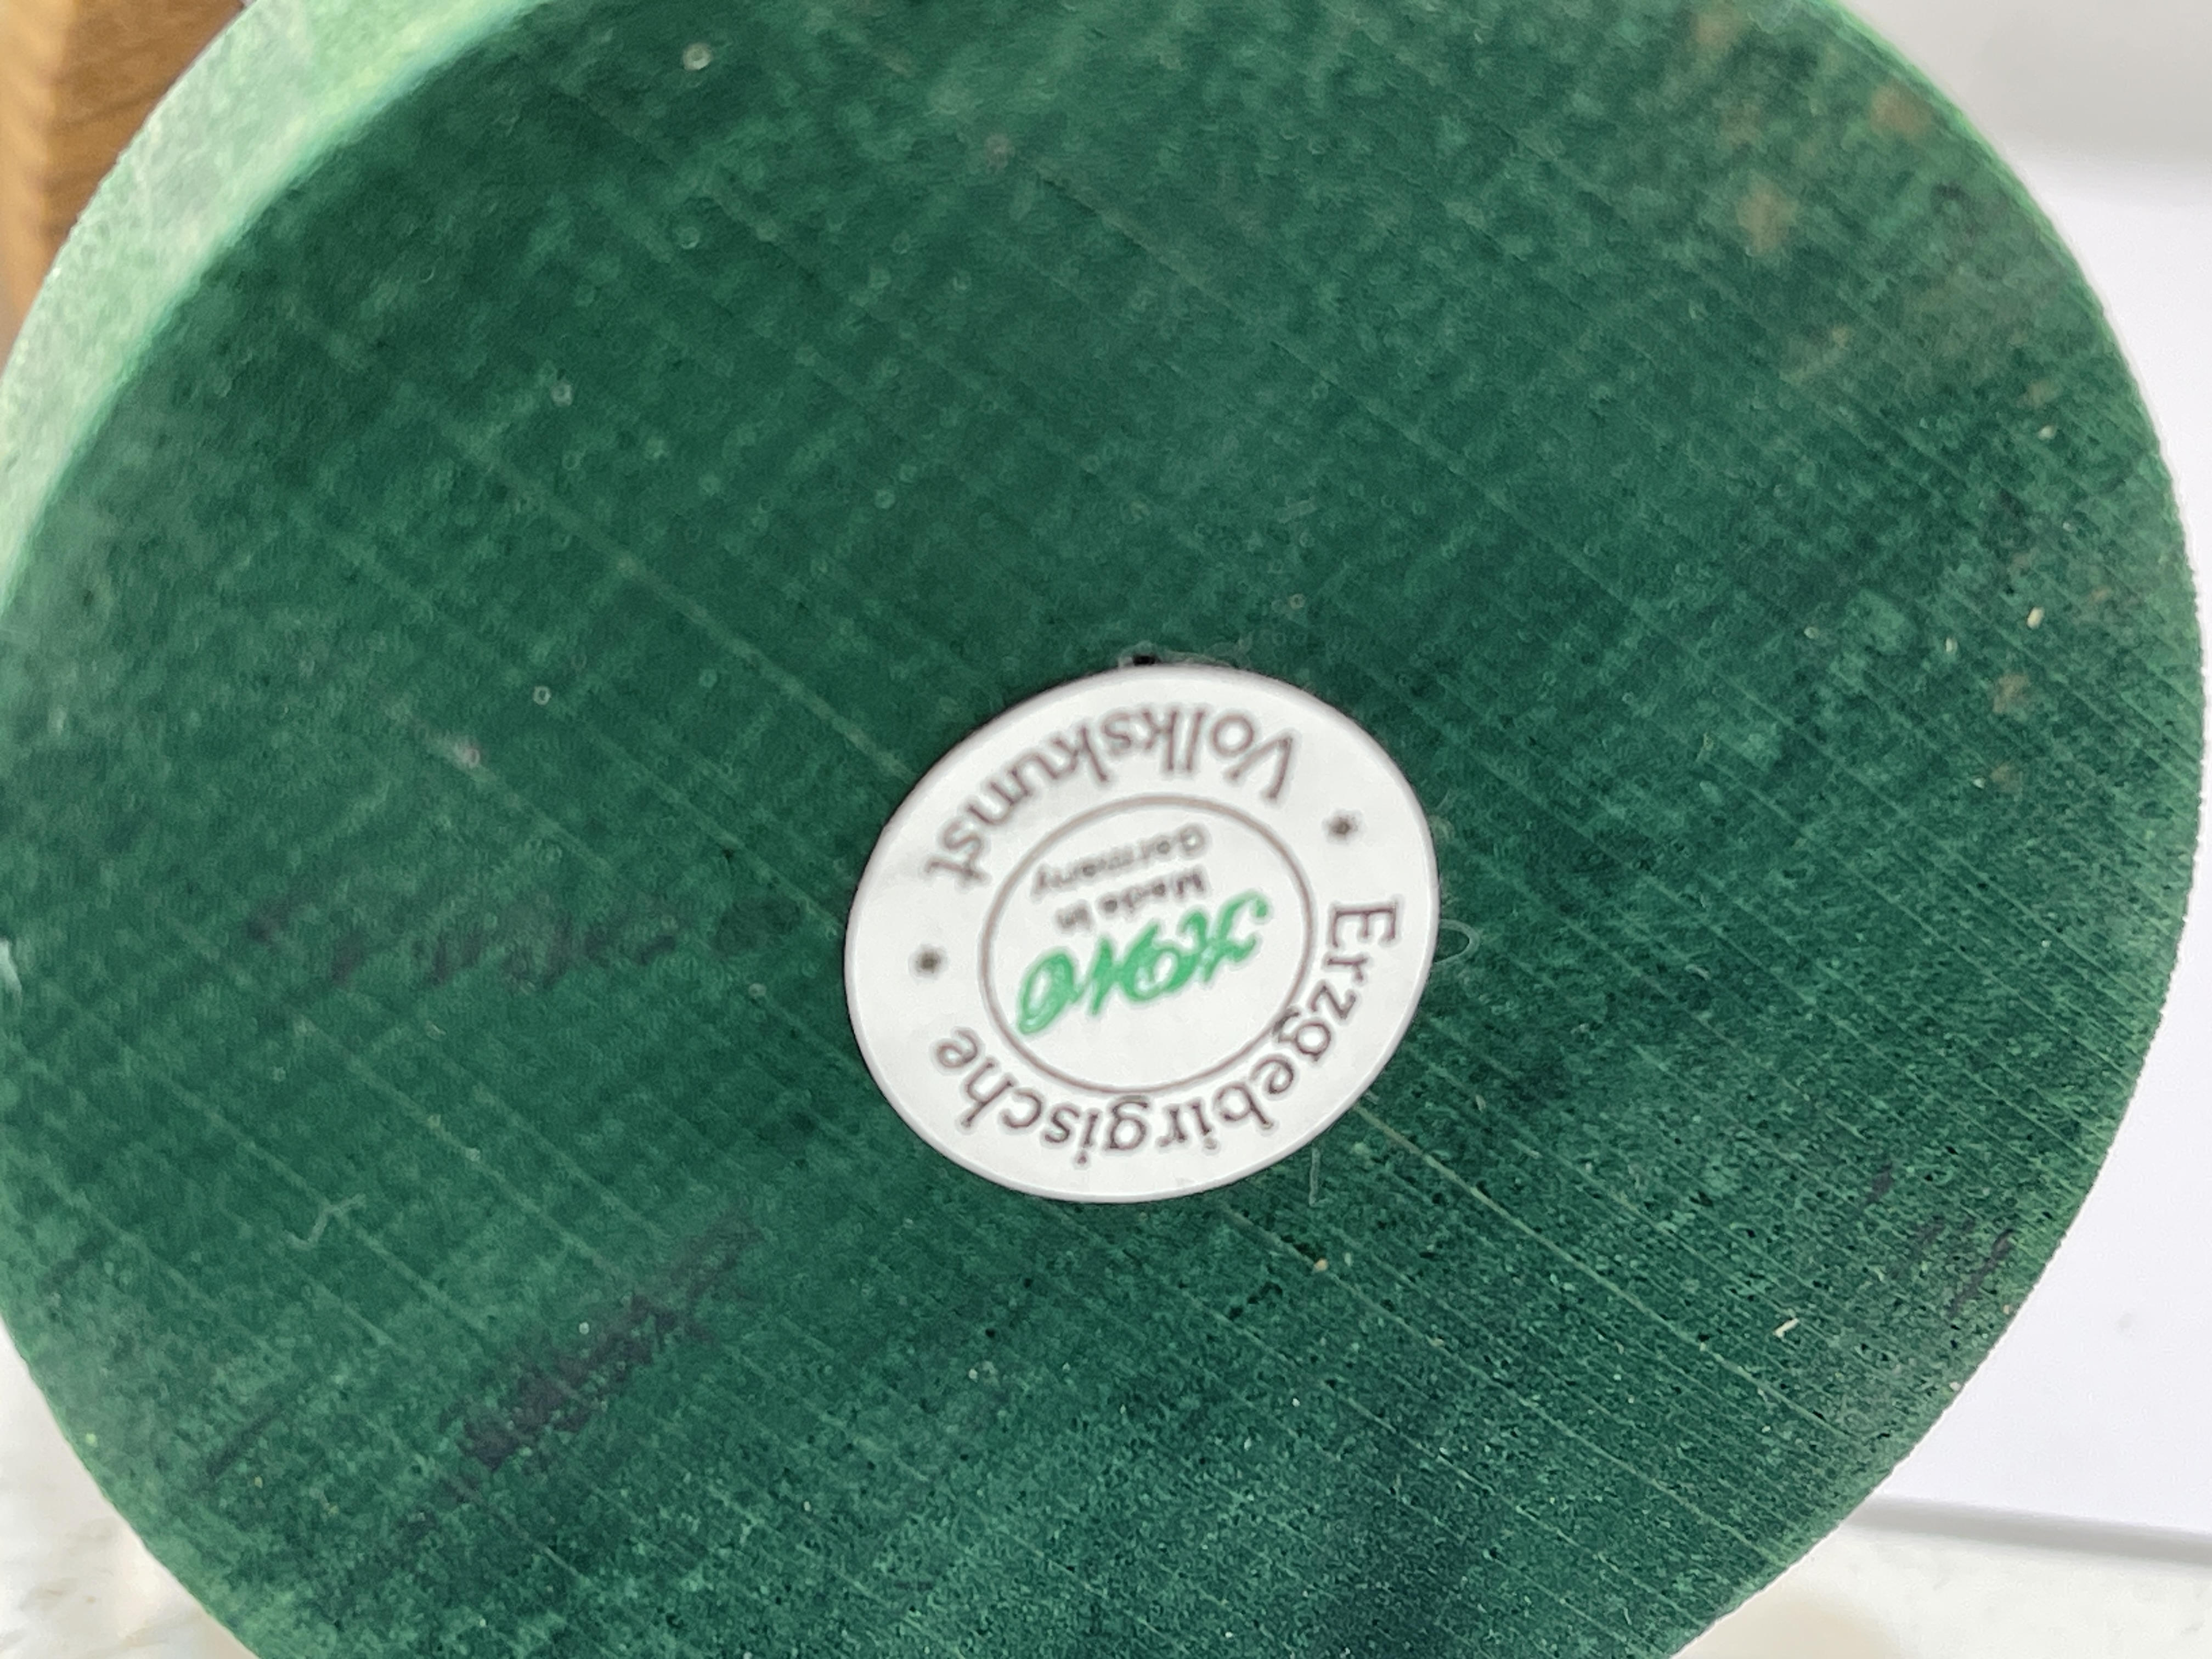 Erzgebirgische
KWO
Made in
Germany
Volkskunst